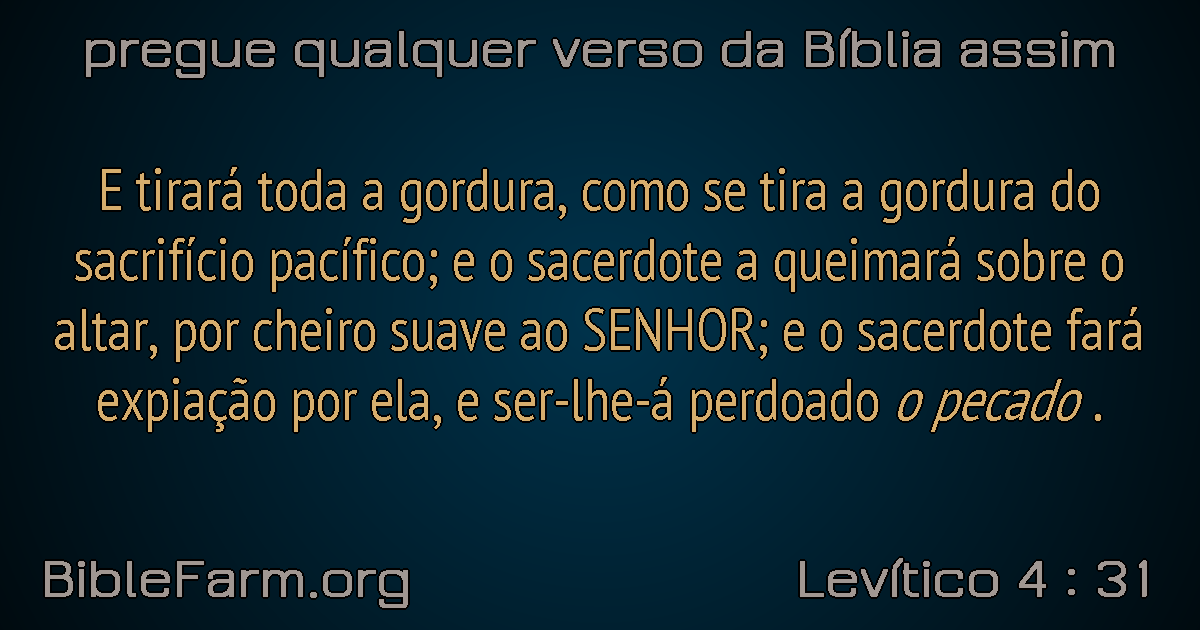 pregue qualquer verso da Bíblia assim
E tirará toda a gordura, como se tira a gordura do
sacrifício pacífico; e o sacerdote a queimará sobre o
altar, por cheiro suave ao SENHOR; e o sacerdote fará
expiação por ela, e ser-lhe-á perdoado o pecado .
BibleFarm.org
Levítico 4 : 31